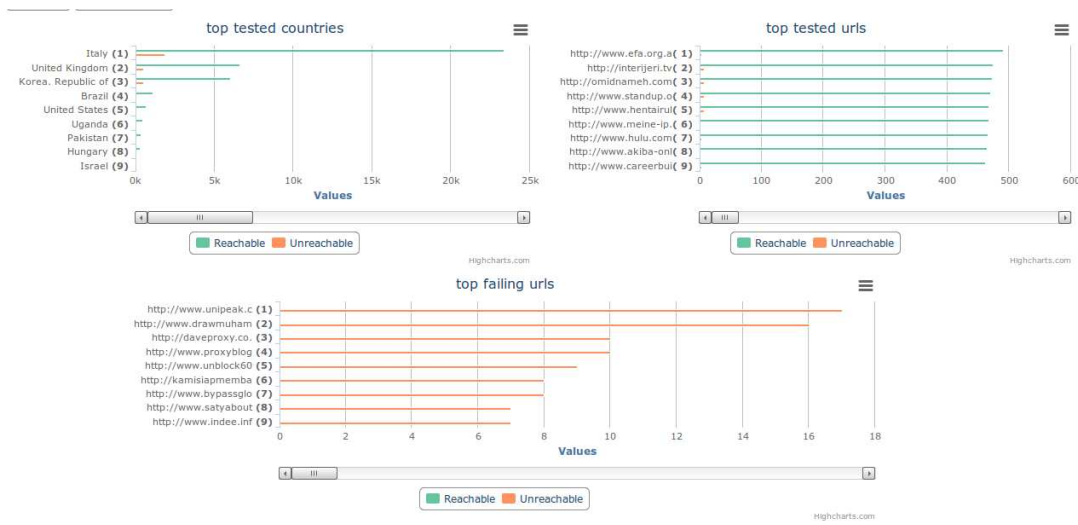 top tested countries
Italy (1)
United Kingdom (2)
Korea. Republic of (3)
Brazil (4)
United States (5)
Uganda (6)
Pakistan (7)
Hungary (8)
Israel (9)
0k 5k 10k 15k 20k 25k
Values
Reachable Unreachable
Highcharts.com
top tested urls
http://www.efa.org.a( 1)
http://interijeri.tv( 2)
http://omidnameh.com( 3)
http://www.standup.o( 4)
http://www.hentairul( 5)
http://www.meine-ip.( 6)
http://www.hulu.com( 7)
http://www.akiba-onl( 8)
http://www.careerbui( 9)
0 100 200 300 400 500 600
Values
Reachable Unreachable
Highcharts.com
top failing urls
http://www.unipeak.c (1)
http://www.drawmuham (2)
http://daveproxy.co. (3)
http://www.proxyblog (4)
http://www.unblock60 (5)
http://kamisiapmemba (6)
http://www.bypassglo (7)
http://www.satyabout (8)
http://www.indee.inf (9)
0 2 4 6 8 10 12 14 16 18
Values
Reachable Unreachable
Highcharts.com